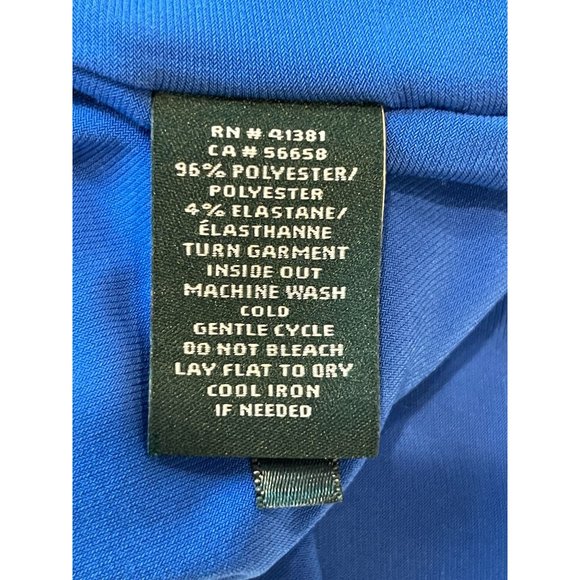 RN # 41381
CA # 56658
96% POLYESTER/
POLYESTER
4% ELASTANE/
ÉLASTHANNE
TURN GARMENT
INSIDE OUT
MACHINE WASH
COLD
GENTLE CYCLE
DO NOT BLEACH
LAY FLAT TO DRY
COOL IRON
IF NEEDED